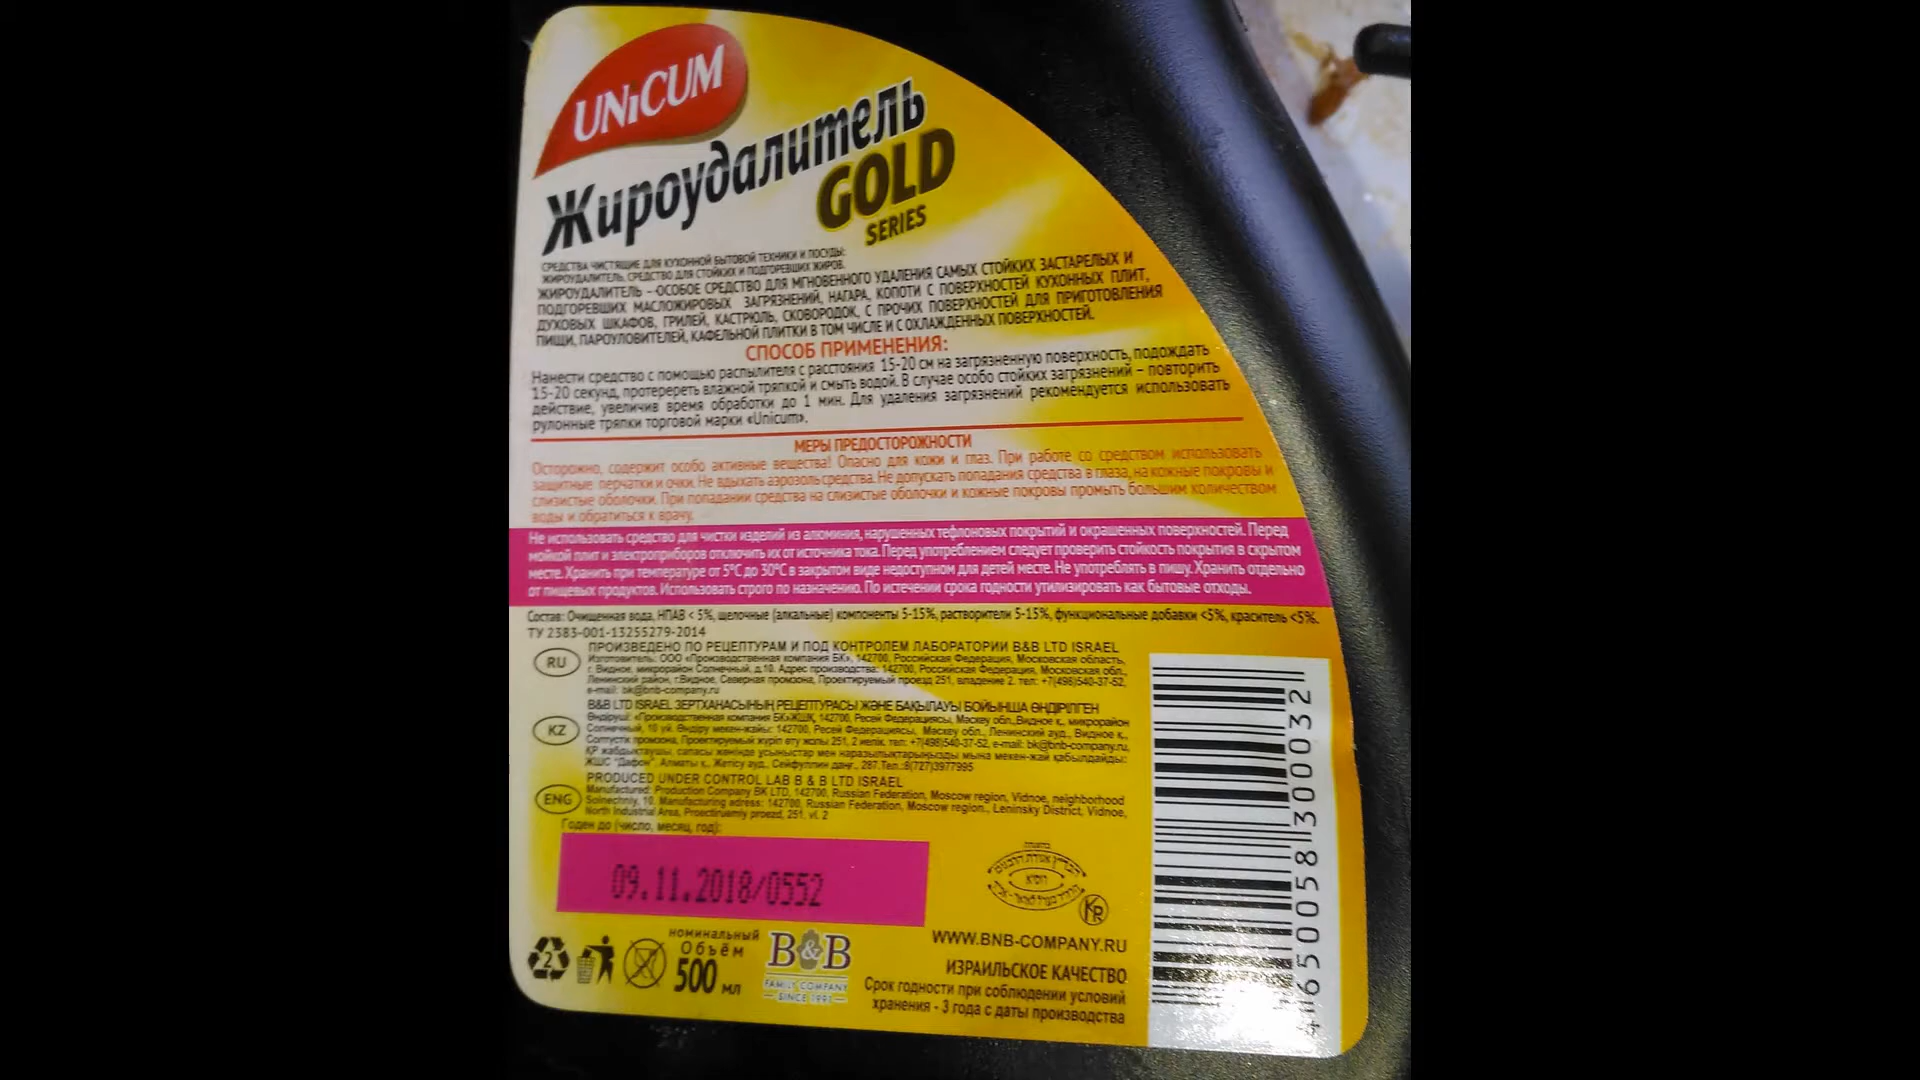 UNiCUM
Жироудалитель
GOLD
SERIES
СРЕДСТВА ЧИСТЯЩИЕ ДЛЯ КУХОННОЙ БЫТОВОЙ ТЕХНИКИ И ПОСУДЫ:
ЖИРОУДАЛИТЕЛЬ, СРЕДСТВО ДЛЯ СТОЙКИХ И ПОДГОРЕВШИХ ЖИРОВ.
ЖИРОУДАЛИТЕЛЬ – ОСОБОЕ СРЕДСТВО ДЛЯ МГНОВЕННОГО УДАЛЕНИЯ САМЫХ СТОЙКИХ ЗАСТАРЕЛЫХ И
ПОДГОРЕВШИХ МАСЛОЖИРОВЫХ ЗАГРЯЗНЕНИЙ, НАГАРА, КОПОТИ С ПОВЕРХНОСТЕЙ КУХОННЫХ ПЛИТ,
ДУХОВЫХ ШКАФОВ, ГРИЛЕЙ, КАСТРЮЛЬ, СКОВОРОДОК, С ПРОЧИХ ПОВЕРХНОСТЕЙ ДЛЯ ПРИГОТОВЛЕНИЯ
ПИЩИ, ПАРОУЛОВИТЕЛЕЙ, КАФЕЛЬНОЙ ПЛИТКИ В ТОМ ЧИСЛЕ И С ОХЛАЖДЕННЫХ ПОВЕРХНОСТЕЙ.
СПОСОБ ПРИМЕНЕНИЯ:
Нанести средство с помощью распылителя с расстояния 15-20 см на загрязненную поверхность, подождать
15-20 секунд, протеререть влажной тряпкой и смыть водой. В случае особо стойких загрязнений – повторить
действие, увеличив время обработки до 1 мин. Для удаления загрязнений рекомендуется использовать
рулонные тряпки торговой марки «Unicum».
МЕРЫ ПРЕДОСТОРОЖНОСТИ
Осторожно, содержит особо активные вещества! Опасно для кожи и глаз. При работе со средством использовать
защитные перчатки и очки. Не вдыхать аэрозоль средства. Не допускать попадания средства в глаза, на кожные покровы и
слизистые оболочки. При попадании средства на слизистые оболочки и кожные покровы промыть большим количеством
воды и обратиться к врачу.
Не использовать средство для чистки изделий из алюминия, нарушенных тефлоновых покрытий и окрашенных поверхностей. Перед
мойкой плит и электроприборов отключить их от источника тока. Перед употреблением следует проверить стойкость покрытия в скрытом
месте. Хранить при температуре от 5°С до 30°С в закрытом виде недоступном для детей месте. Не употреблять в пищу. Хранить отдельно
от пищевых продуктов. Использовать строго по назначению. По истечении срока годности утилизировать как бытовые отходы.
Состав: Очищенная вода, НПАВ < 5%, щелочные (алкальные) компоненты 5-15%, растворители 5-15%, функциональные добавки <5%, краситель <5%.
ТУ 2383-001-13255279-2014
RU
ПРОИЗВЕДЕНО ПО РЕЦЕПТУРАМ И ПОД КОНТРОЛЕМ ЛАБОРАТОРИИ B&B LTD ISRAEL
Изготовитель: ООО «Производственная компания БК», 142700, Российская Федерация, Московская область,
г. Видное, микрорайон Солнечный, д.10. Адрес производства: 142700, Российская Федерация, Московская обл.,
Ленинский район, г.Видное, Северная промзона, Проектируемый проезд 251, владение 2. тел: +7(498)540-37-52,
e-mail: bk@bnb-company.ru
KZ
B&B LTD ISRAEL ЗЕРТХАНАСЫНЫҢ РЕЦЕПТУРАСЫ ЖӘНЕ БАҚЫЛАУЫ БОЙЫНША ӨНДІРІЛГЕН
Өндіруші: «Производственная компания БК»ЖШҚ, 142700, Ресей Федерациясы, Мәскеу обл.,Видное к., микрорайон
Солнечный, 10 үй. Өндіру мекен-жайы: 142700, Ресей Федерациясы, Мәскеу обл., Ленинский ауд., Видное к.,
Солтүстік промзона, Проектируемый жүріп өту жолы 251, 2 иелік. тел: +7(498)540-37-52, e-mail: bk@bnb-company.ru,
ҚР жабдықтаушы, сапасы жөнінде ұсыныстар мен наразылықтарыңызды мына мекен-жай қабылдайды:
ЖШС "Дафон", Алматы к., Жетісу ауд., Сейфуллин даңғ., 287.Тел.:8(727)3977995
ENG
PRODUCED UNDER CONTROL LAB B & B LTD ISRAEL
Manufactured: Production Company BK LTD, 142700, Russian Federation, Moscow region, Vidnoe, neighborhood
Solnechniy, 10. Manufacturing adress: 142700, Russian Federation, Moscow region., Leninsky District, Vidnoe,
North Industrial Area, Proectiruemiy proezd, 251, vl. 2
Годен до (число, месяц, год):
09.11.2018/0552
2
номинальный
Объём
500 мл
B&B
FAMILY COMPANY
SINCE 1991
KP
WWW.BNB-COMPANY.RU
ИЗРАИЛЬСКОЕ КАЧЕСТВО
Срок годности при соблюдении условий
хранения - 3 года с даты производства
4 650058 300032